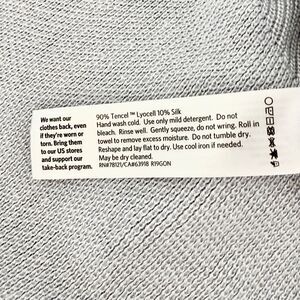 We want our
clothes back, even
if they're worn or
torn. Bring them
to our US stores
and support our
take-back program.
90% Tencel™ Lyocell 10% Silk
Hand wash cold. Use only mild detergent. Do not
bleach. Rinse well. Gently squeeze, do not wring. Roll in
towel to remove excess moisture. Do not tumble dry.
Reshape and lay flat to dry. Use cool iron if needed.
May be dry cleaned.
RN#78121/CA#63918 R19GON